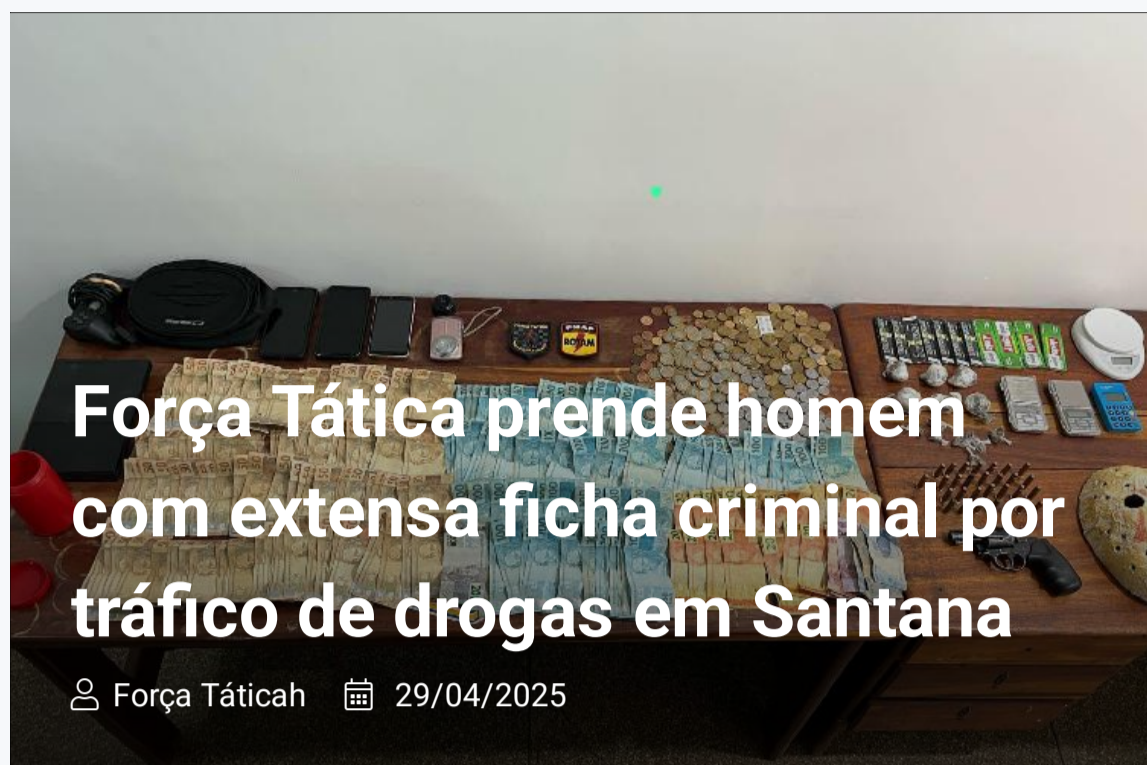 Força Tática prende homem
com extensa ficha criminal por
tráfico de drogas em Santana
Força Táticah 29/04/2025
ROTAM